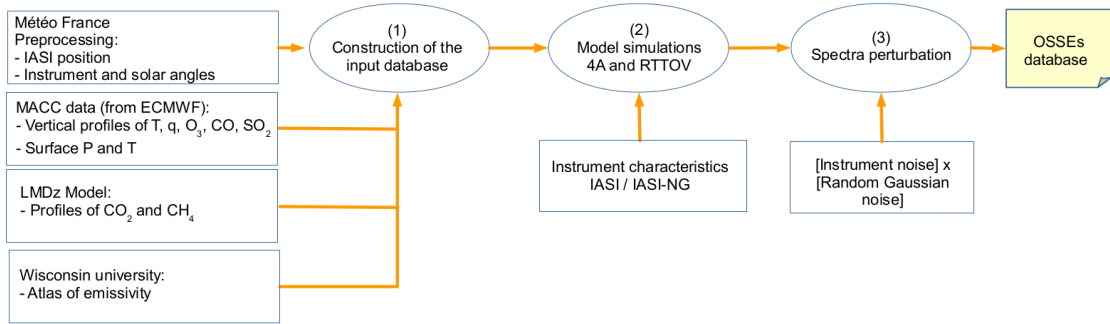 Météo France
Preprocessing:
- IASI position
- Instrument and solar angles
MACC data (from ECMWF):
- Vertical profiles of T, q, O3, CO, SO2
- Surface P and T
LMDz Model:
- Profiles of CO2 and CH4
Wisconsin university:
- Atlas of emissivity
(1)
Construction of the
input database
(2)
Model simulations
4A and RTTOV
Instrument characteristics
IASI / IASI-NG
(3)
Spectra perturbation
[Instrument noise] x
[Random Gaussian
noise]
OSSEs
database